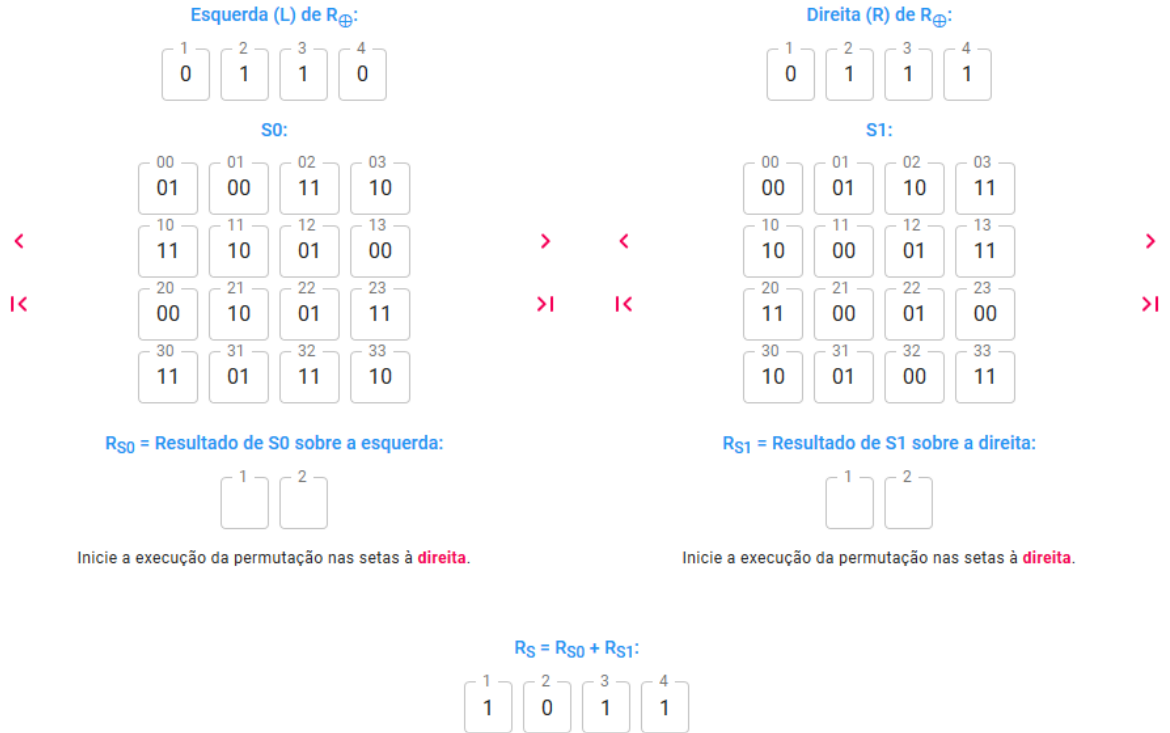 Esquerda (L) de R⊕:
1 2 3 4
0 1 1 0
S0:
00 01 02 03
01 00 11 10
10 11 12 13
11 10 01 00
20 21 22 23
00 10 01 11
30 31 32 33
11 01 11 10
RS0 = Resultado de S0 sobre a esquerda:
1 2
Inicie a execução da permutação nas setas à direita.
Direita (R) de R⊕:
1 2 3 4
0 1 1 1
S1:
00 01 02 03
00 01 10 11
10 11 12 13
10 00 01 11
20 21 22 23
11 00 01 00
30 31 32 33
10 01 00 11
RS1 = Resultado de S1 sobre a direita:
1 2
Inicie a execução da permutação nas setas à direita.
RS = RS0 + RS1:
1 2 3 4
1 0 1 1